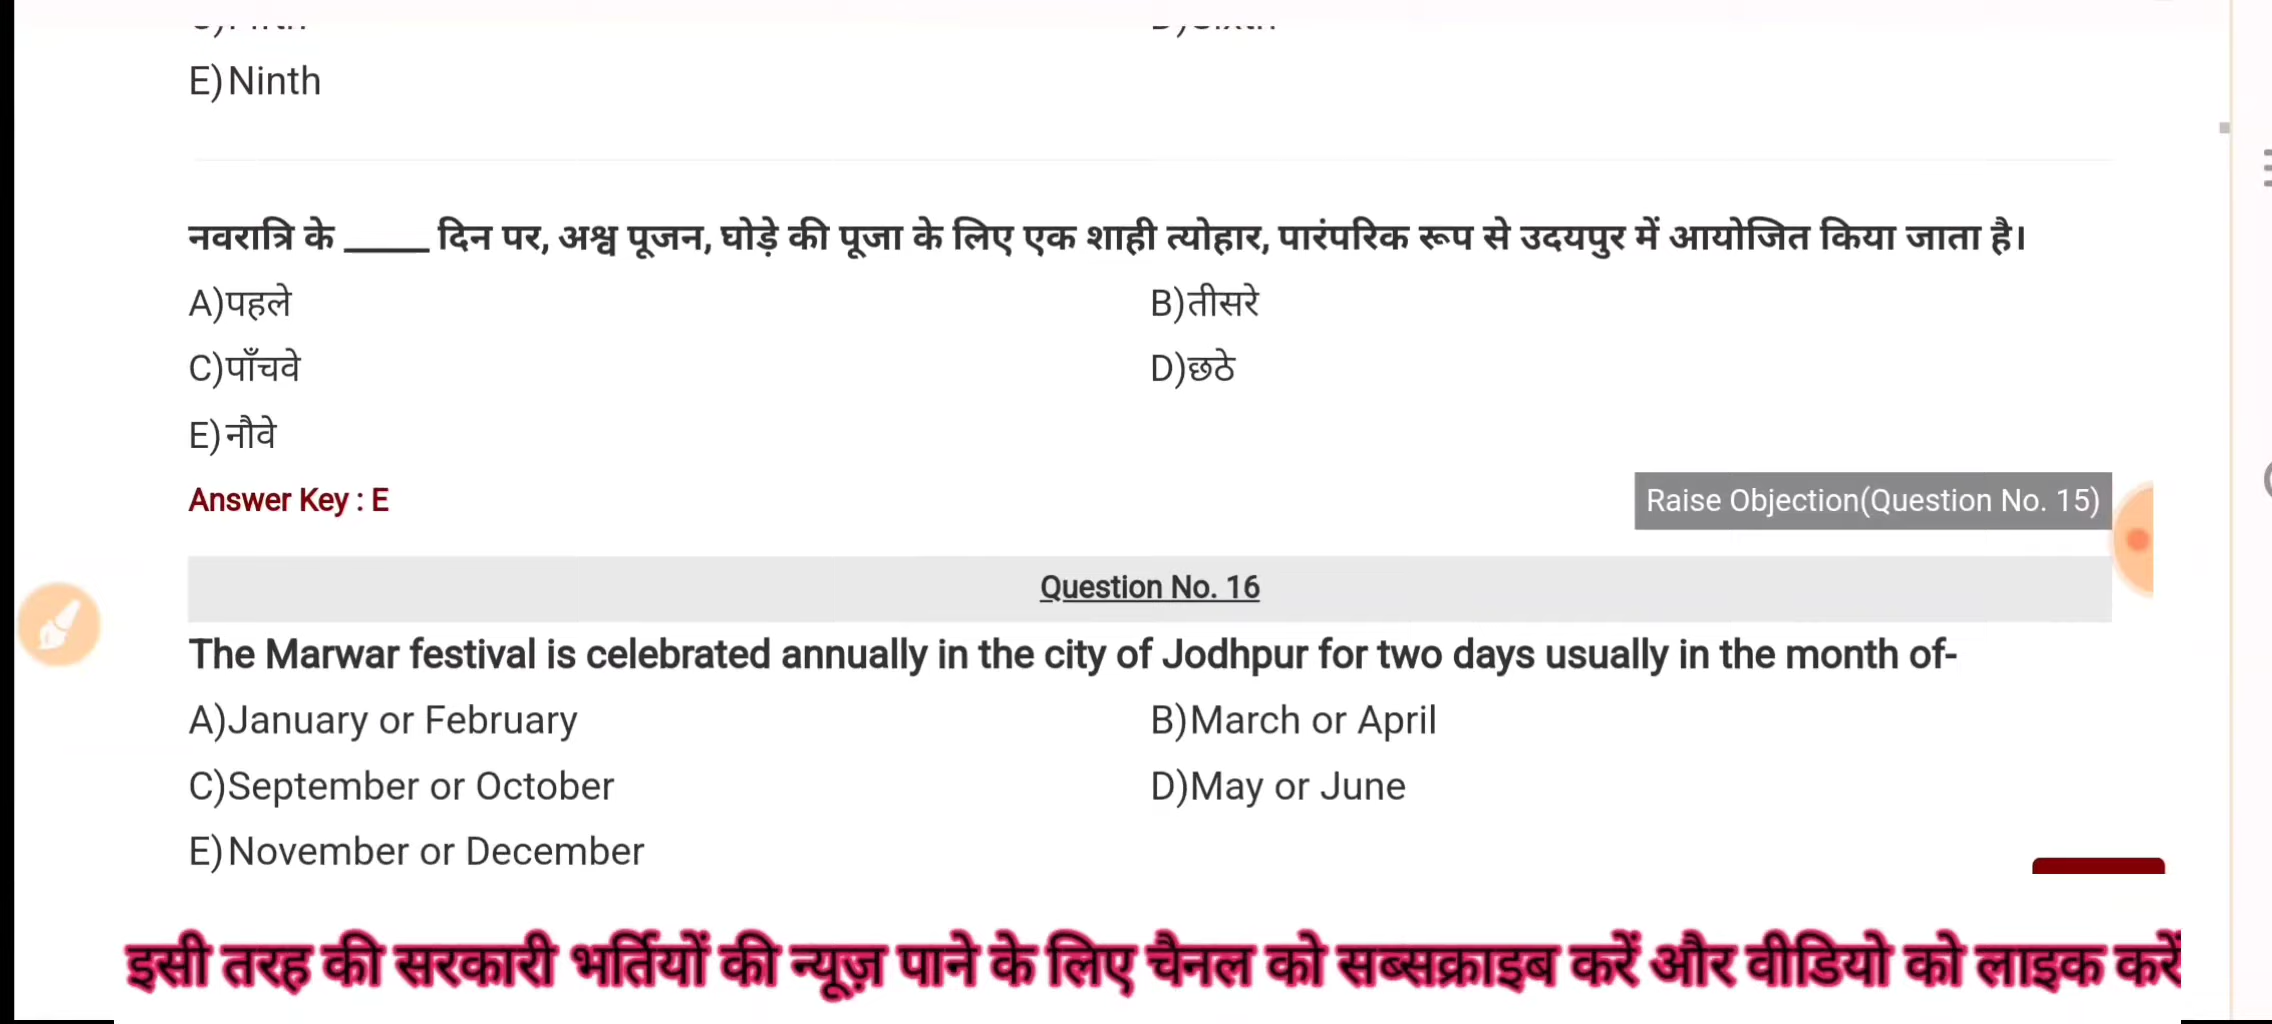 E)Ninth
नवरात्रि के _____ दिन पर, अश्व पूजन, घोड़े की पूजा के लिए एक शाही त्योहार, पारंपरिक रूप से उदयपुर में आयोजित किया जाता है।
A)पहले B)तीसरे
C)पाँचवे D)छठे
E)नौवे
Answer Key : E Raise Objection(Question No. 15)
Question No. 16
The Marwar festival is celebrated annually in the city of Jodhpur for two days usually in the month of-
A)January or February B)March or April
C)September or October D)May or June
E)November or December
इसी तरह की सरकारी भर्तियों की न्यूज़ पाने के लिए चैनल को सब्सक्राइब करें और वीडियो को लाइक करें